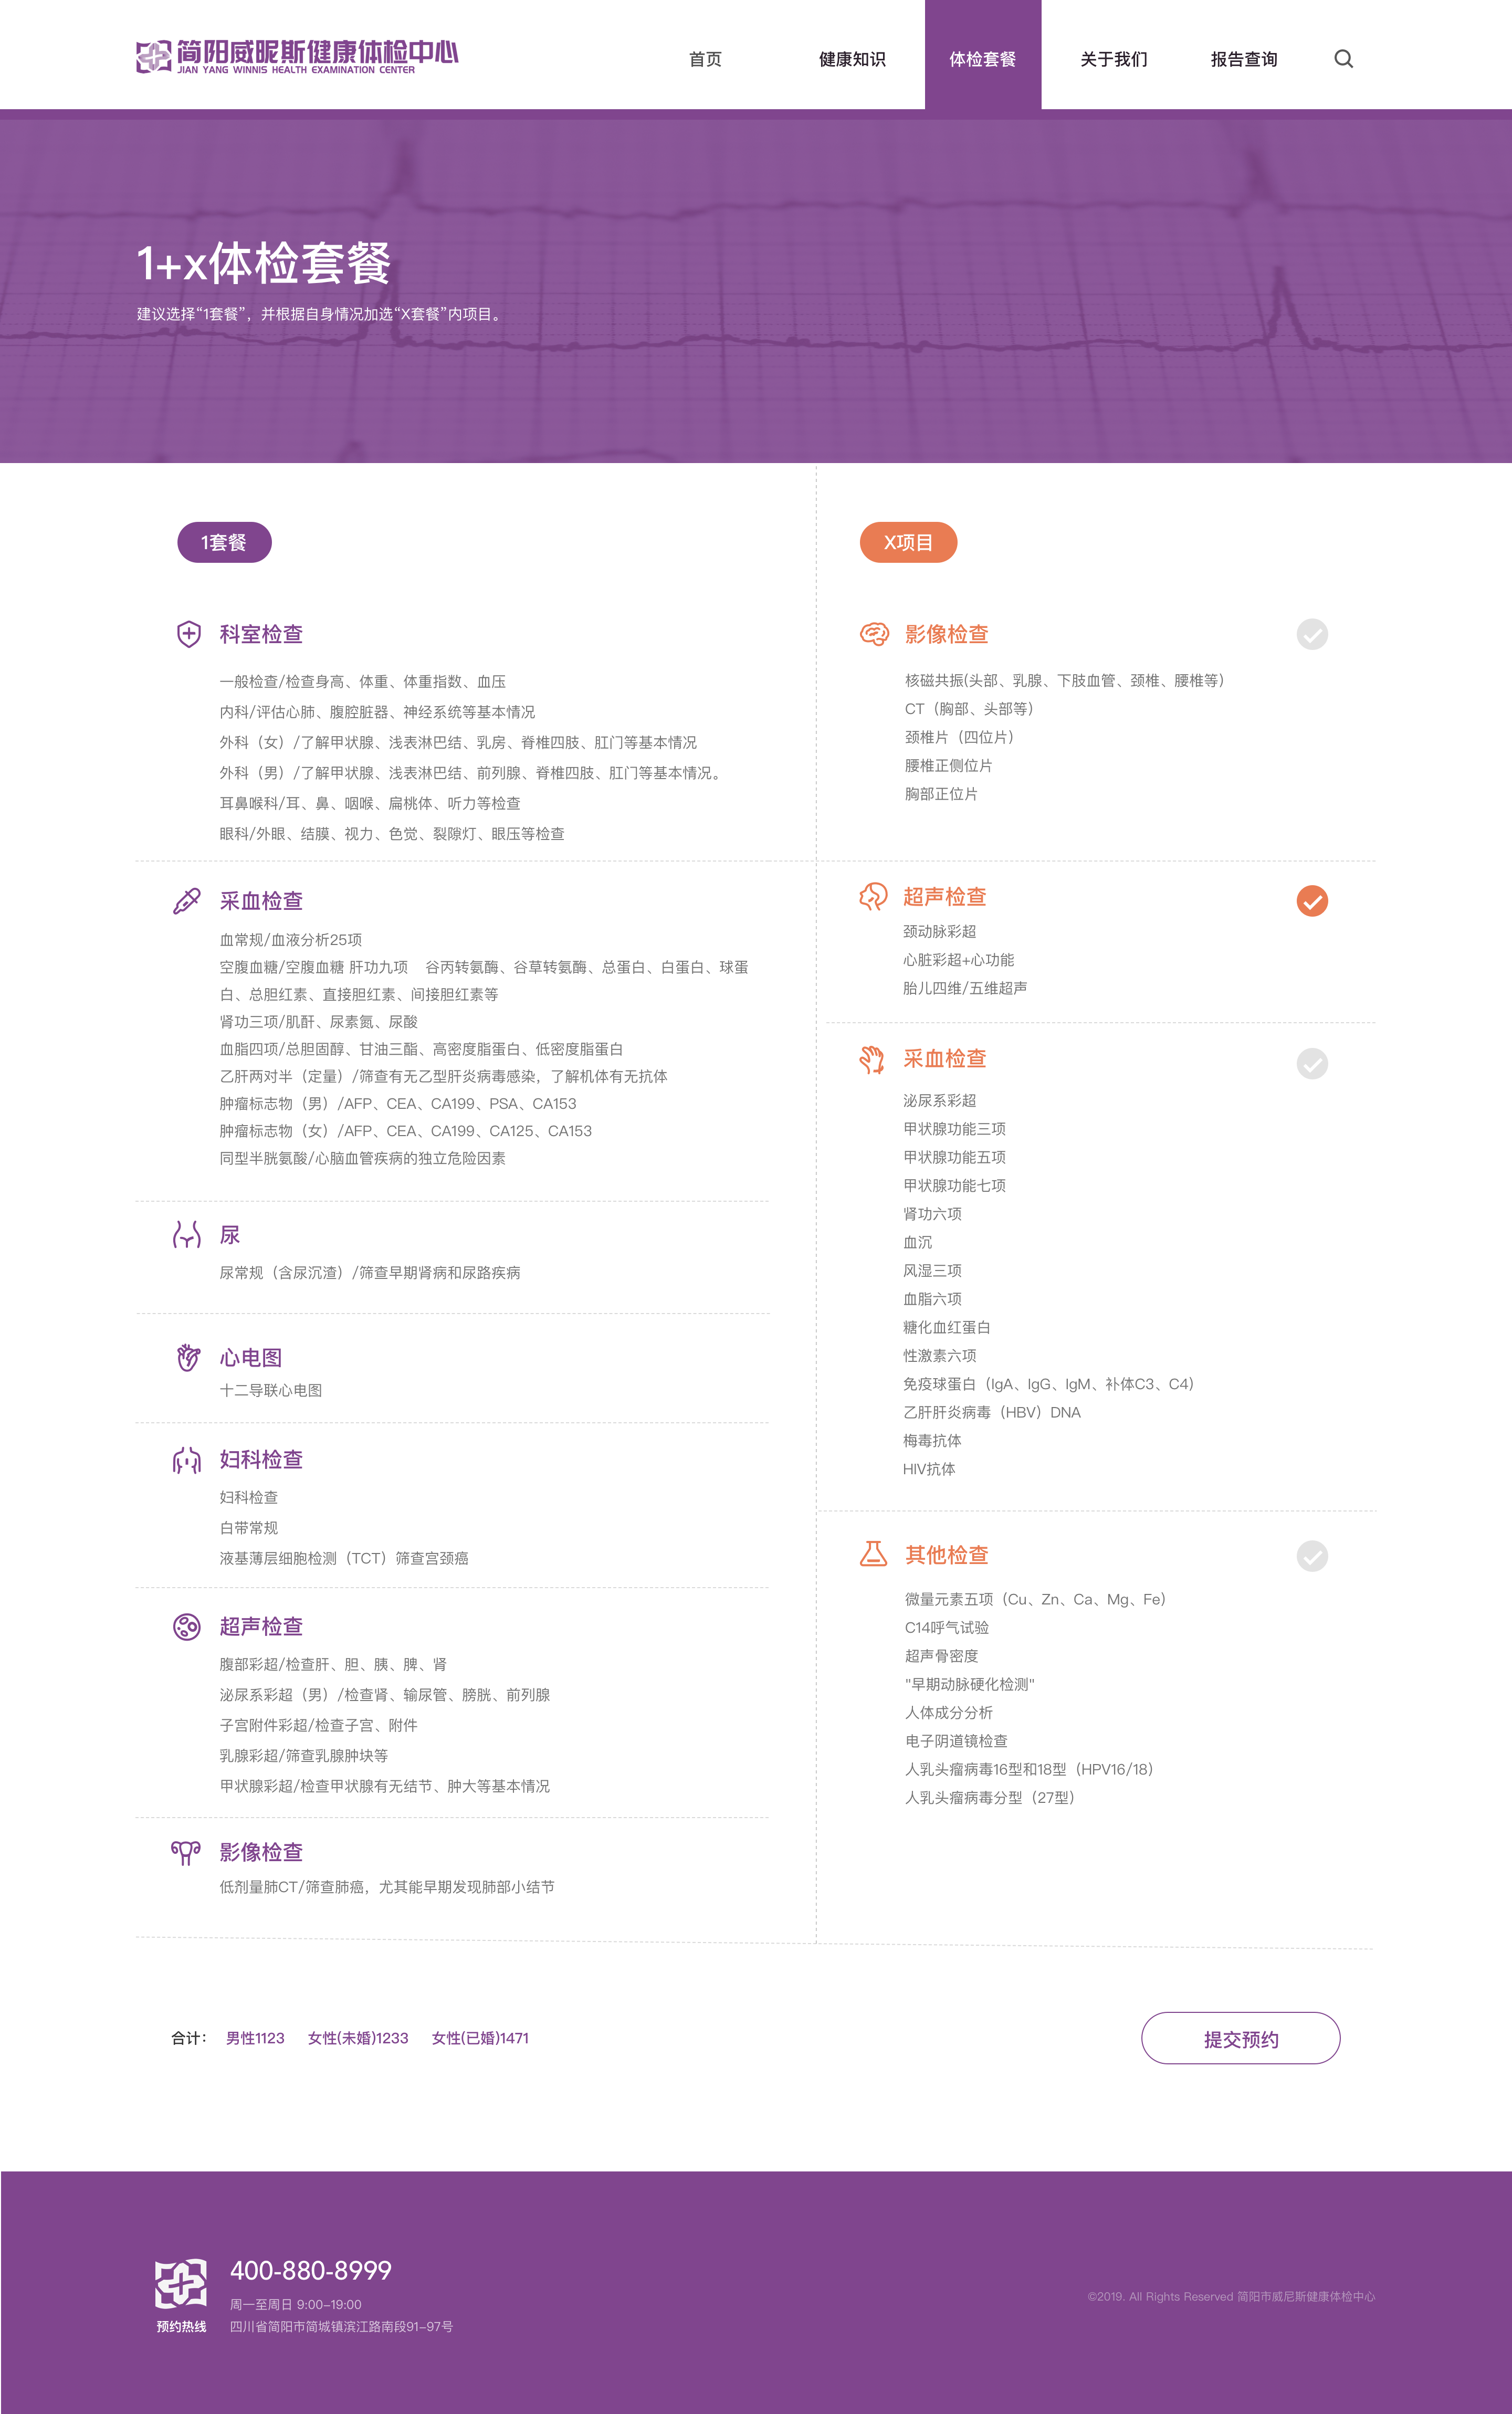 简阳威昵斯健康体检中心
JIAN YANG WINNIS HEALTH EXAMINATION CENTER
首页
健康知识
体检套餐
关于我们
报告查询
1+x体检套餐
建议选择“1套餐”，并根据自身情况加选“X套餐”内项目。
1套餐
科室检查
一般检查/检查身高、体重、体重指数、血压
内科/评估心肺、腹腔脏器、神经系统等基本情况
外科（女）/了解甲状腺、浅表淋巴结、乳房、脊椎四肢、肛门等基本情况
外科（男）/了解甲状腺、浅表淋巴结、前列腺、脊椎四肢、肛门等基本情况。
耳鼻喉科/耳、鼻、咽喉、扁桃体、听力等检查
眼科/外眼、结膜、视力、色觉、裂隙灯、眼压等检查
采血检查
血常规/血液分析25项
空腹血糖/空腹血糖 肝功九项 谷丙转氨酶、谷草转氨酶、总蛋白、白蛋白、球蛋
白、总胆红素、直接胆红素、间接胆红素等
肾功三项/肌酐、尿素氮、尿酸
血脂四项/总胆固醇、甘油三酯、高密度脂蛋白、低密度脂蛋白
乙肝两对半（定量）/筛查有无乙型肝炎病毒感染，了解机体有无抗体
肿瘤标志物（男）/AFP、CEA、CA199、PSA、CA153
肿瘤标志物（女）/AFP、CEA、CA199、CA125、CA153
同型半胱氨酸/心脑血管疾病的独立危险因素
尿
尿常规（含尿沉渣）/筛查早期肾病和尿路疾病
心电图
十二导联心电图
妇科检查
妇科检查
白带常规
液基薄层细胞检测（TCT）筛查宫颈癌
超声检查
腹部彩超/检查肝、胆、胰、脾、肾
泌尿系彩超（男）/检查肾、输尿管、膀胱、前列腺
子宫附件彩超/检查子宫、附件
乳腺彩超/筛查乳腺肿块等
甲状腺彩超/检查甲状腺有无结节、肿大等基本情况
影像检查
低剂量肺CT/筛查肺癌，尤其能早期发现肺部小结节
X项目
影像检查
核磁共振(头部、乳腺、下肢血管、颈椎、腰椎等）
CT（胸部、头部等）
颈椎片（四位片）
腰椎正侧位片
胸部正位片
超声检查
颈动脉彩超
心脏彩超+心功能
胎儿四维/五维超声
采血检查
泌尿系彩超
甲状腺功能三项
甲状腺功能五项
甲状腺功能七项
肾功六项
血沉
风湿三项
血脂六项
糖化血红蛋白
性激素六项
免疫球蛋白（IgA、IgG、IgM、补体C3、C4）
乙肝肝炎病毒（HBV）DNA
梅毒抗体
HIV抗体
其他检查
微量元素五项（Cu、Zn、Ca、Mg、Fe）
C14呼气试验
超声骨密度
"早期动脉硬化检测"
人体成分分析
电子阴道镜检查
人乳头瘤病毒16型和18型（HPV16/18）
人乳头瘤病毒分型（27型）
合计： 男性1123 女性(未婚)1233 女性(已婚)1471
提交预约
400-880-8999
周一至周日 9:00–19:00
预约热线
四川省简阳市简城镇滨江路南段91–97号
©2019. All Rights Reserved 简阳市威尼斯健康体检中心